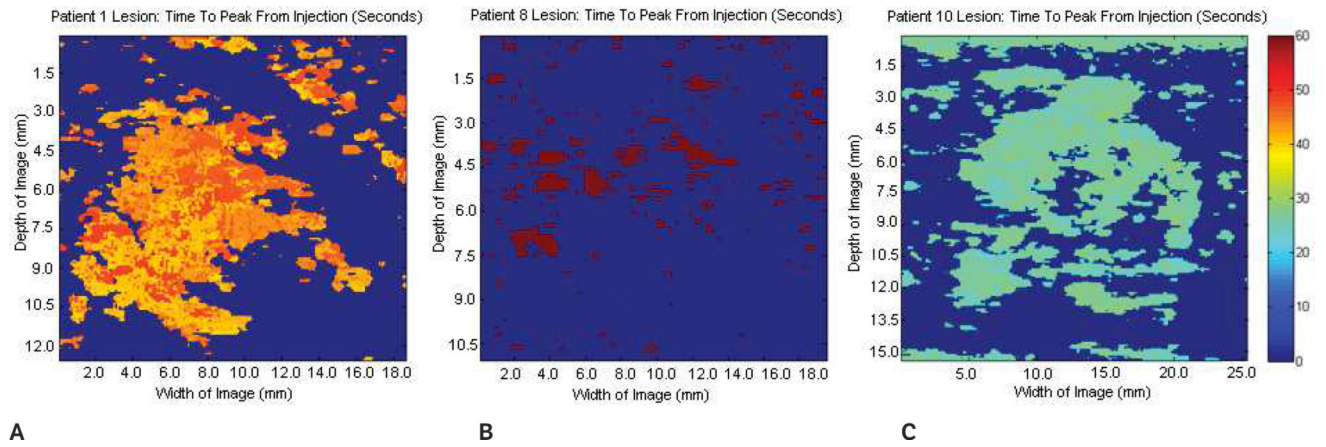 Patient 1 Lesion: Time To Peak From Injection (Seconds)
Depth of Image (mm)
1.5
3.0
4.5
6.0
7.5
9.0
10.5
12.0
2.0 4.0 6.0 8.0 10.0 12.0 14.0 16.0 18.0
Width of Image (mm)
A
Patient 8 Lesion: Time To Peak From Injection (Seconds)
Depth of Image (mm)
1.5
3.0
4.5
6.0
7.5
9.0
10.5
2.0 4.0 6.0 8.0 10.0 12.0 14.0 16.0 18.0
Width of Image (mm)
B
Patient 10 Lesion: Time To Peak From Injection (Seconds)
Depth of Image (mm)
1.5
3.0
4.5
6.0
7.5
9.0
10.5
12.0
13.5
15.0
5.0 10.0 15.0 20.0 25.0
Width of Image (mm)
C
60
50
40
30
20
10
0